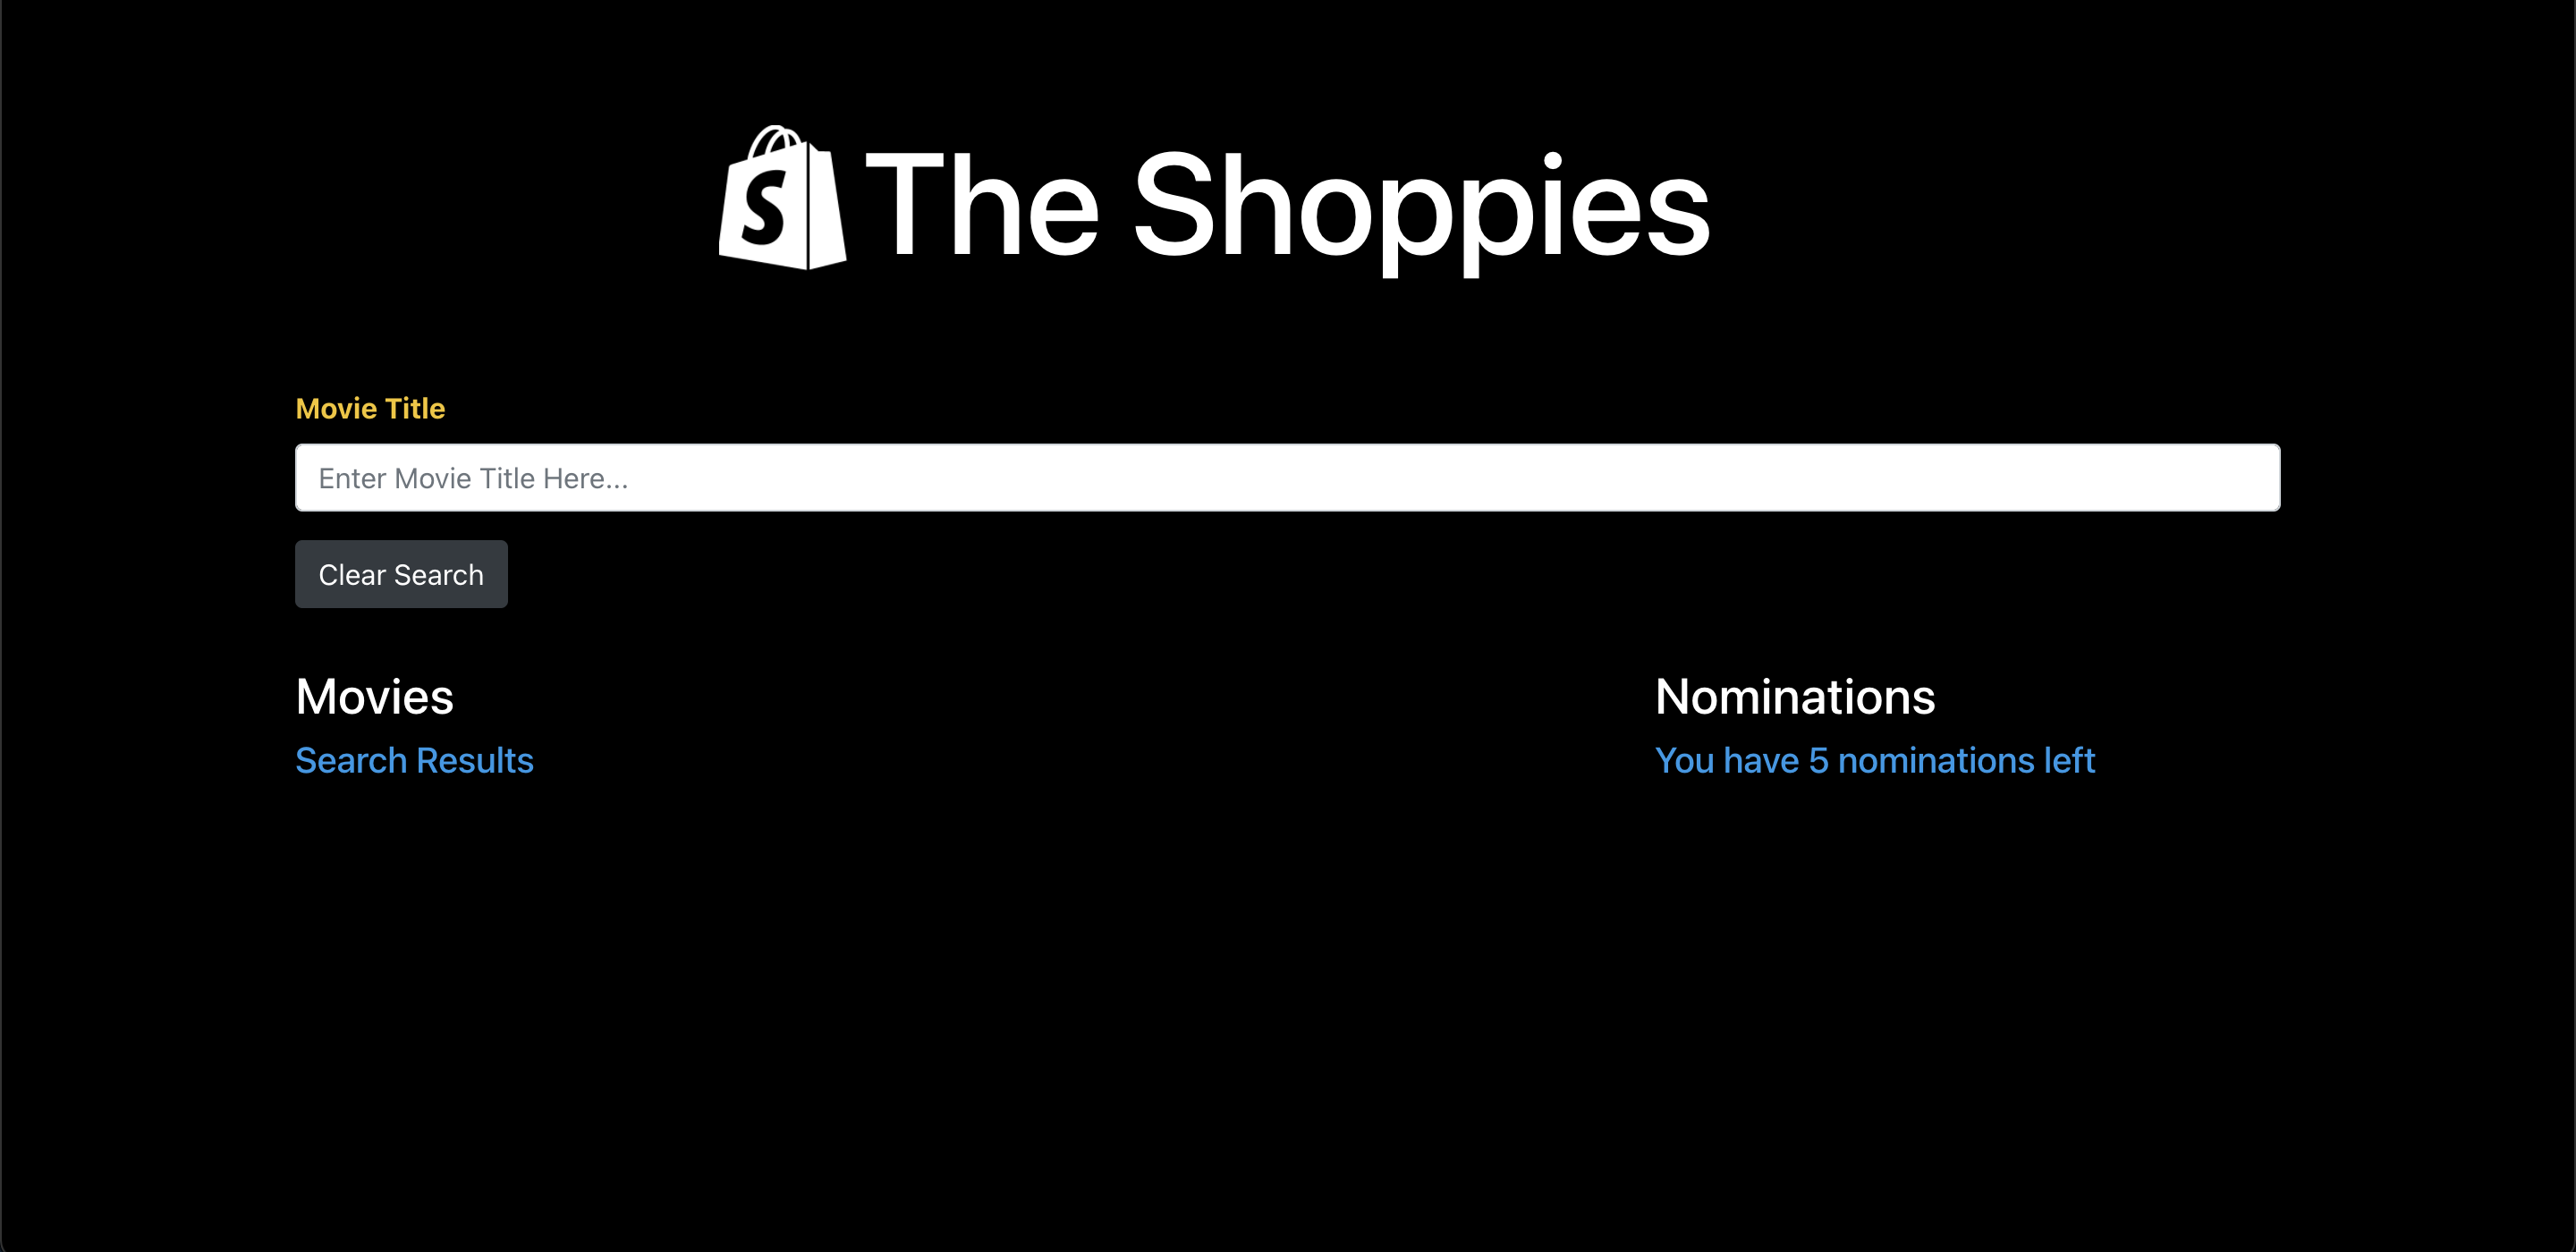 The Shoppies
Movie Title
Enter Movie Title Here...
Clear Search
Movies
Search Results
Nominations
You have 5 nominations left